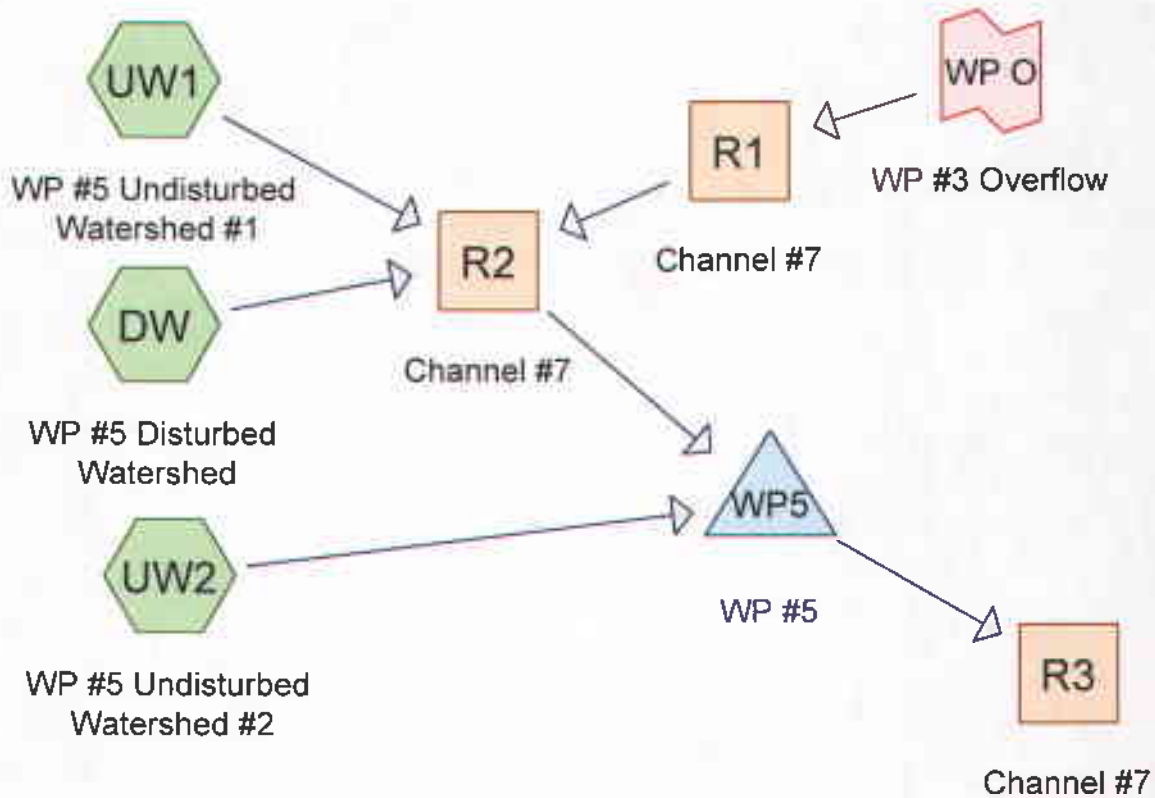 UW1
WP #5 Undisturbed
Watershed #1
WP O
WP #3 Overflow
R1
Channel #7
R2
Channel #7
DW
WP #5 Disturbed
Watershed
WP5
WP #5
UW2
WP #5 Undisturbed
Watershed #2
R3
Channel #7